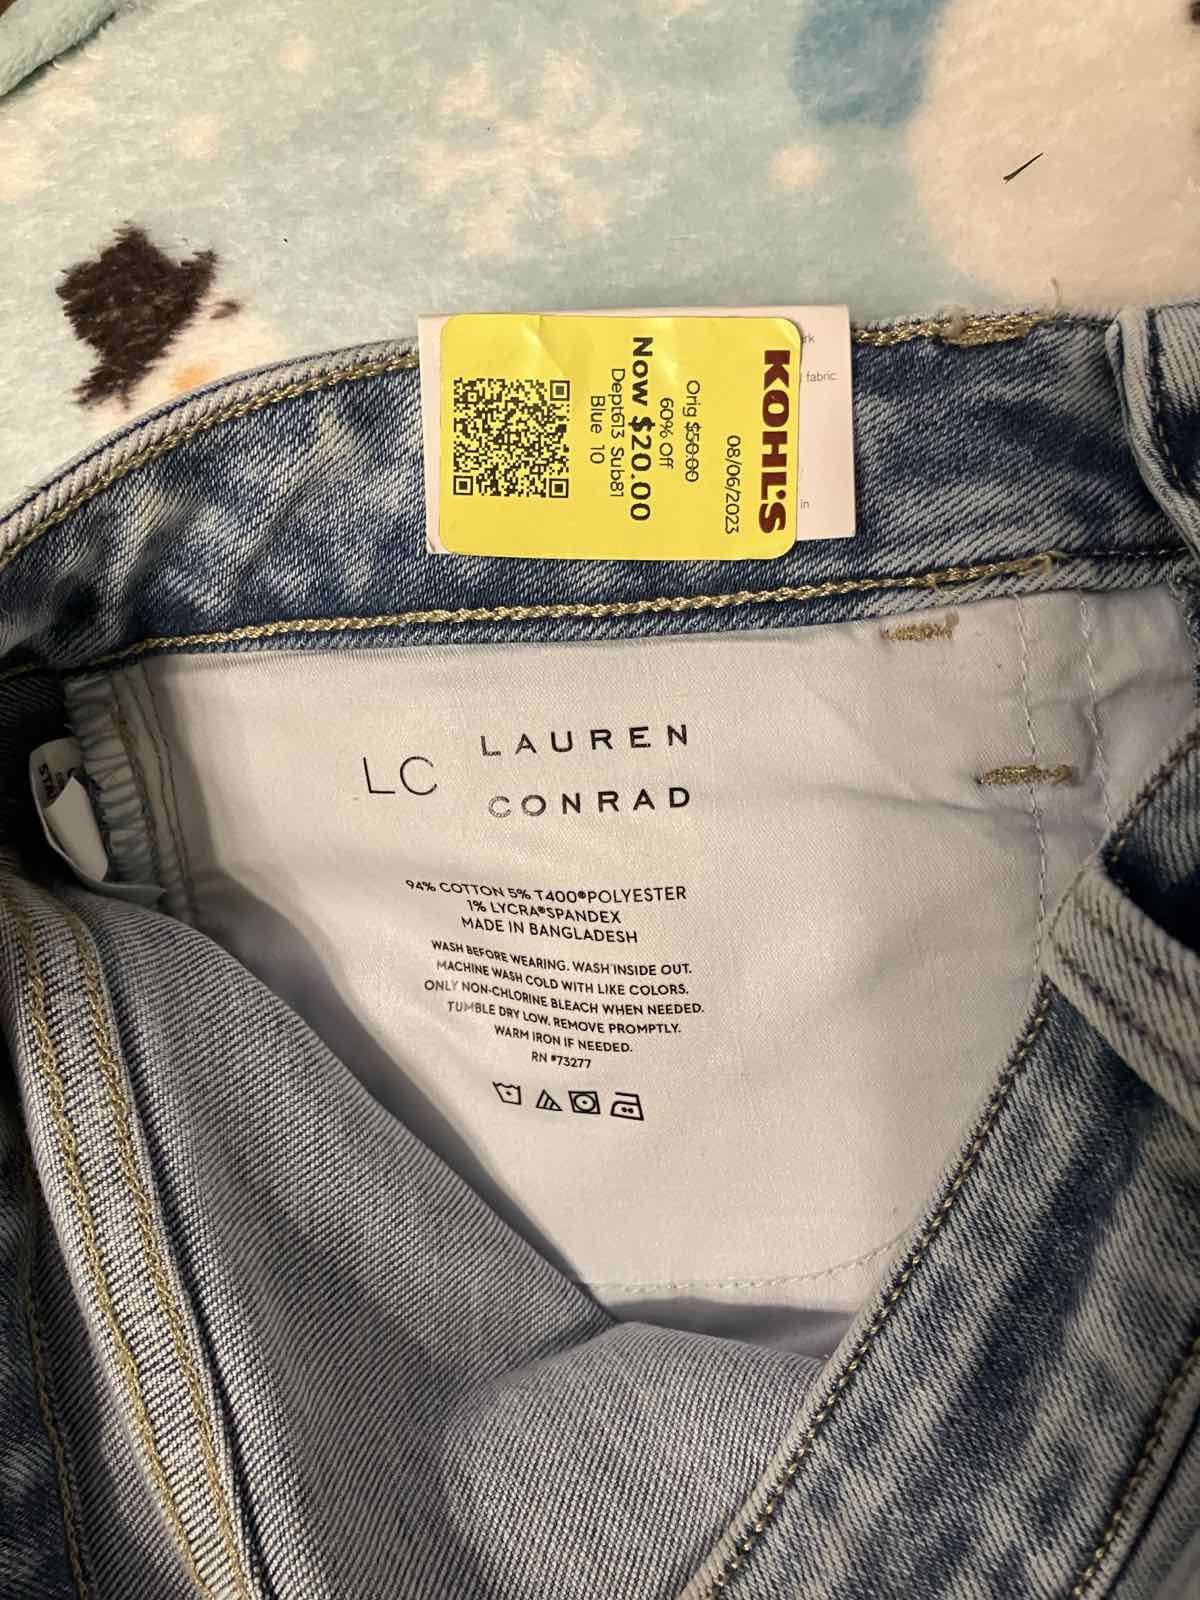 KOHL'S
08/06/2023
Orig $50.00
60% Off
Now $20.00
Dept613 Sub81
Blue 10
fabric
in
LC
LAUREN
CONRAD
94% COTTON 5% T400®POLYESTER
1% LYCRA®SPANDEX
MADE IN BANGLADESH
WASH BEFORE WEARING. WASH INSIDE OUT.
MACHINE WASH COLD WITH LIKE COLORS.
ONLY NON-CHLORINE BLEACH WHEN NEEDED.
TUMBLE DRY LOW. REMOVE PROMPTLY.
WARM IRON IF NEEDED.
RN #73277